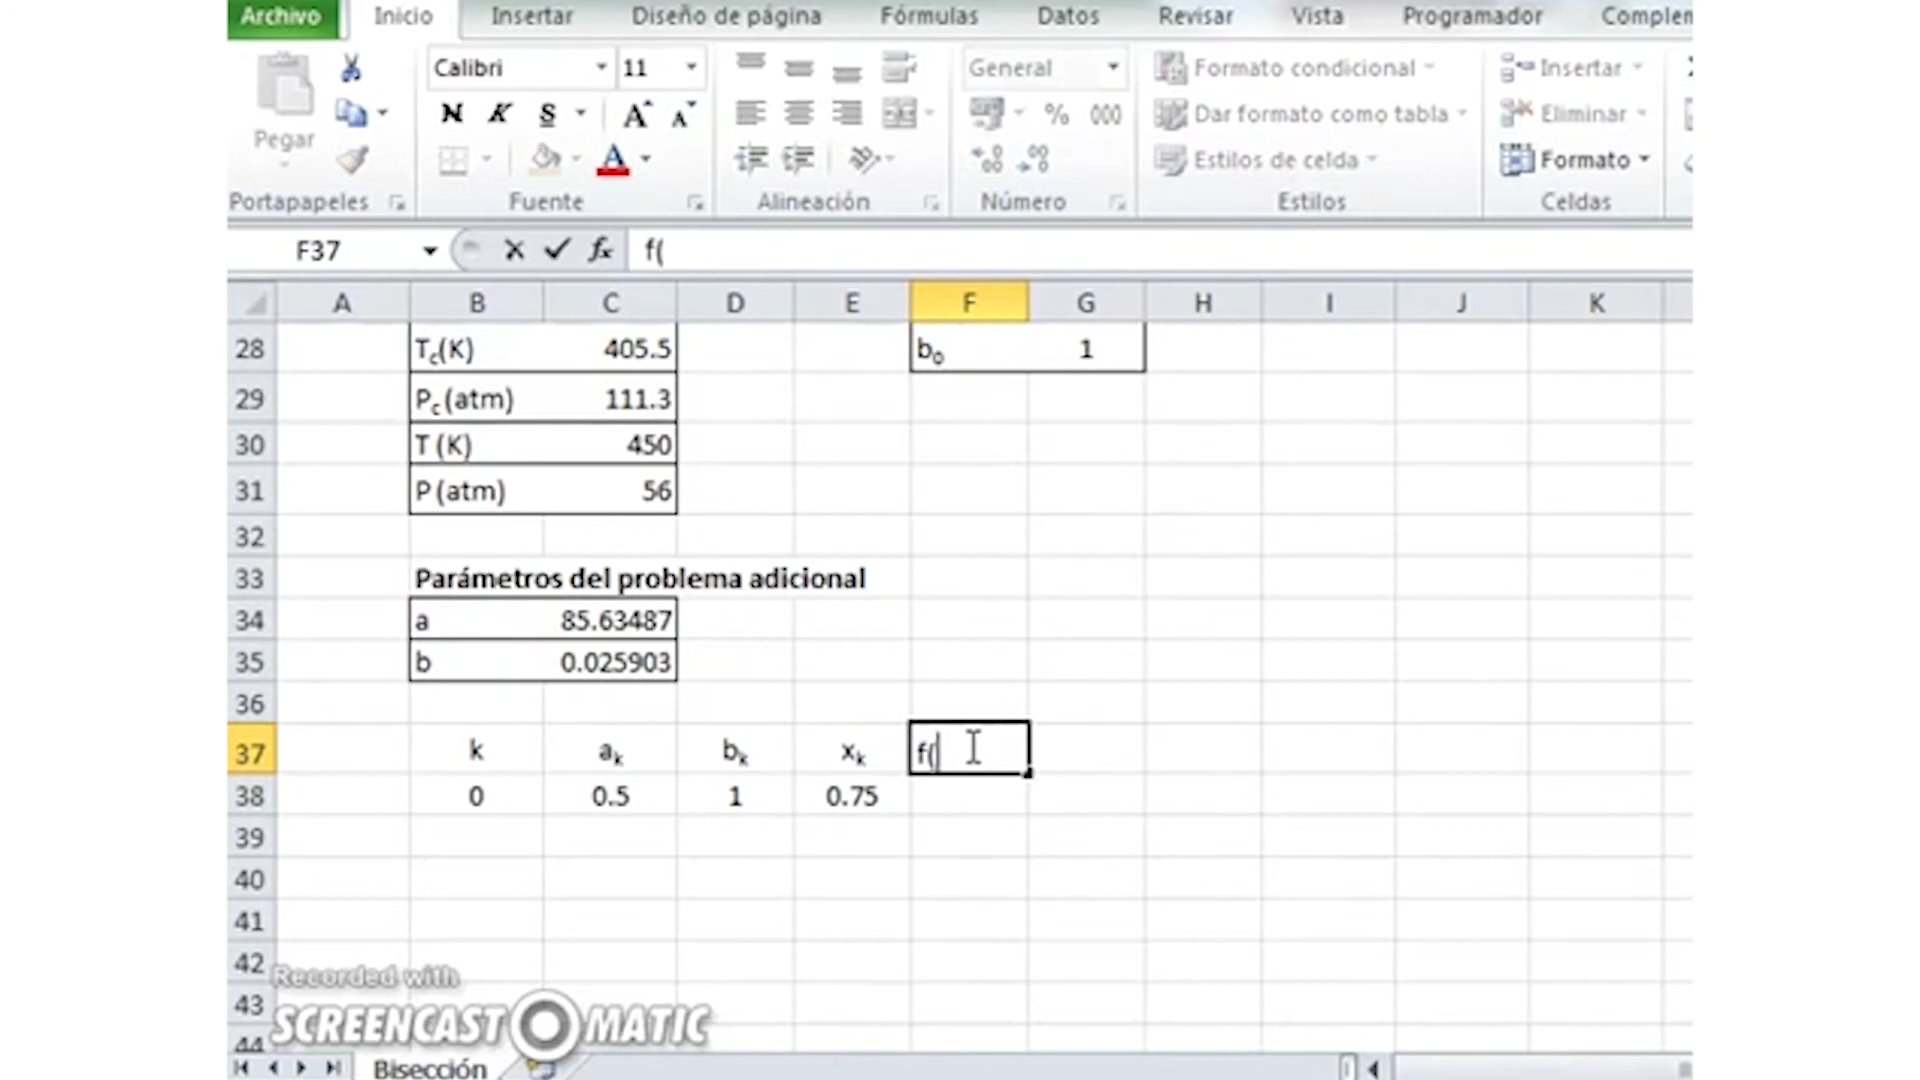 Archivo Inicio Insertar Diseño de página Fórmulas Datos Revisar Vista Programador Complem
Calibri 11 General Formato condicional Insertar
Pegar N K S A A % 000 Dar formato como tabla Eliminar
A Estilos de celda Formato
Portapapeles Fuente Alineación Número Estilos Celdas
F37 fx f(
A B C D E F G H I J K
28 Tc(K) 405.5 b0 1
29 Pc(atm) 111.3
30 T (K) 450
31 P (atm) 56
32
33 Parámetros del problema adicional
34 a 85.63487
35 b 0.025903
36
37 k ak bk xk f(
38 0 0.5 1 0.75
39
40
41
42
43
44
Recorded with
SCREENCAST MATIC
Bisección